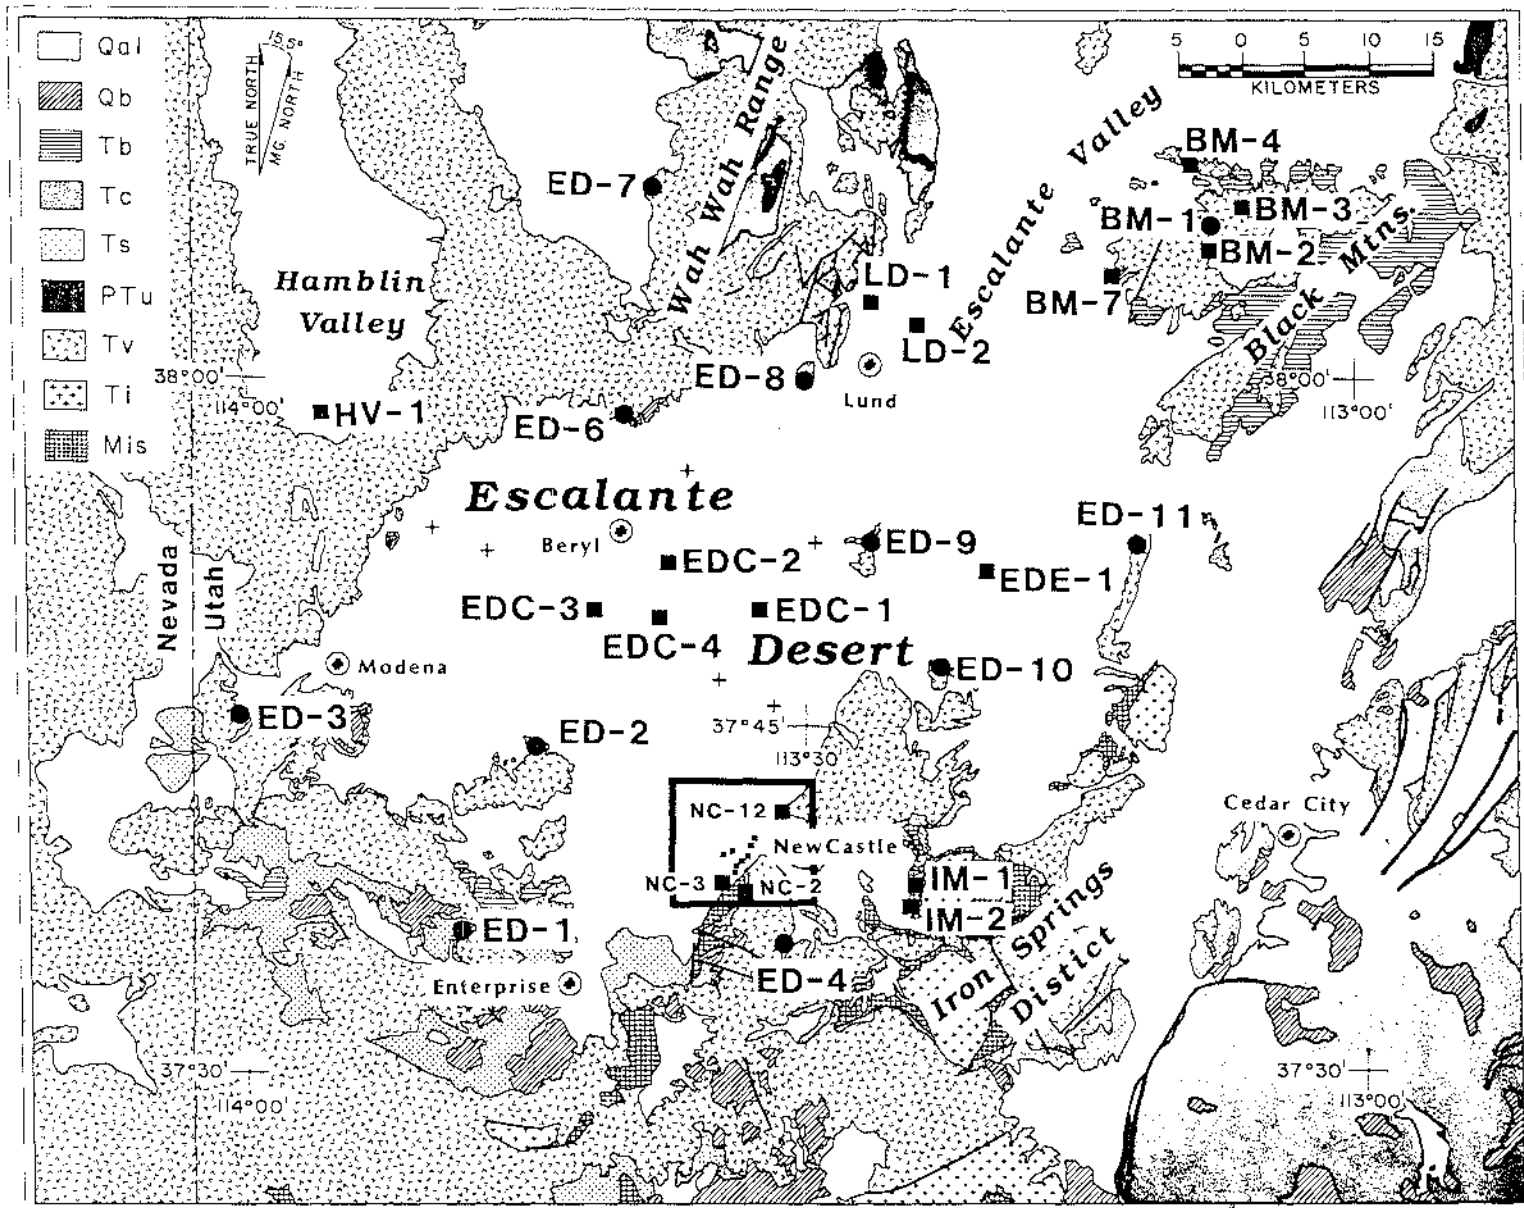 Qal
Qb
Tb
Tc
Ts
PTu
Tv
Ti
Mis
15.5°
TRUE NORTH
MG. NORTH
5 0 5 10 15
KILOMETERS
Wah Wah Range
Escalante Valley
BM-4
ED-7
BM-1
BM-3
BM-2
BM-7
Black Mtns.
Hamblin
Valley
LD-1
LD-2
38°00'
114°00'
HV-1
ED-8
Lund
38°00'
113°00'
ED-6
Escalante
Beryl
ED-9
ED-11
EDC-2
EDE-1
EDC-3
EDC-1
EDC-4
Desert
Nevada
Utah
Modena
ED-10
ED-3
ED-2
37°45'
113°30'
NC-12
NewCastle
Cedar City
NC-3
NC-2
IM-1
IM-2
ED-1
Enterprise
ED-4
Iron Springs
Distict
37°30'
114°00'
37°30'
113°00'